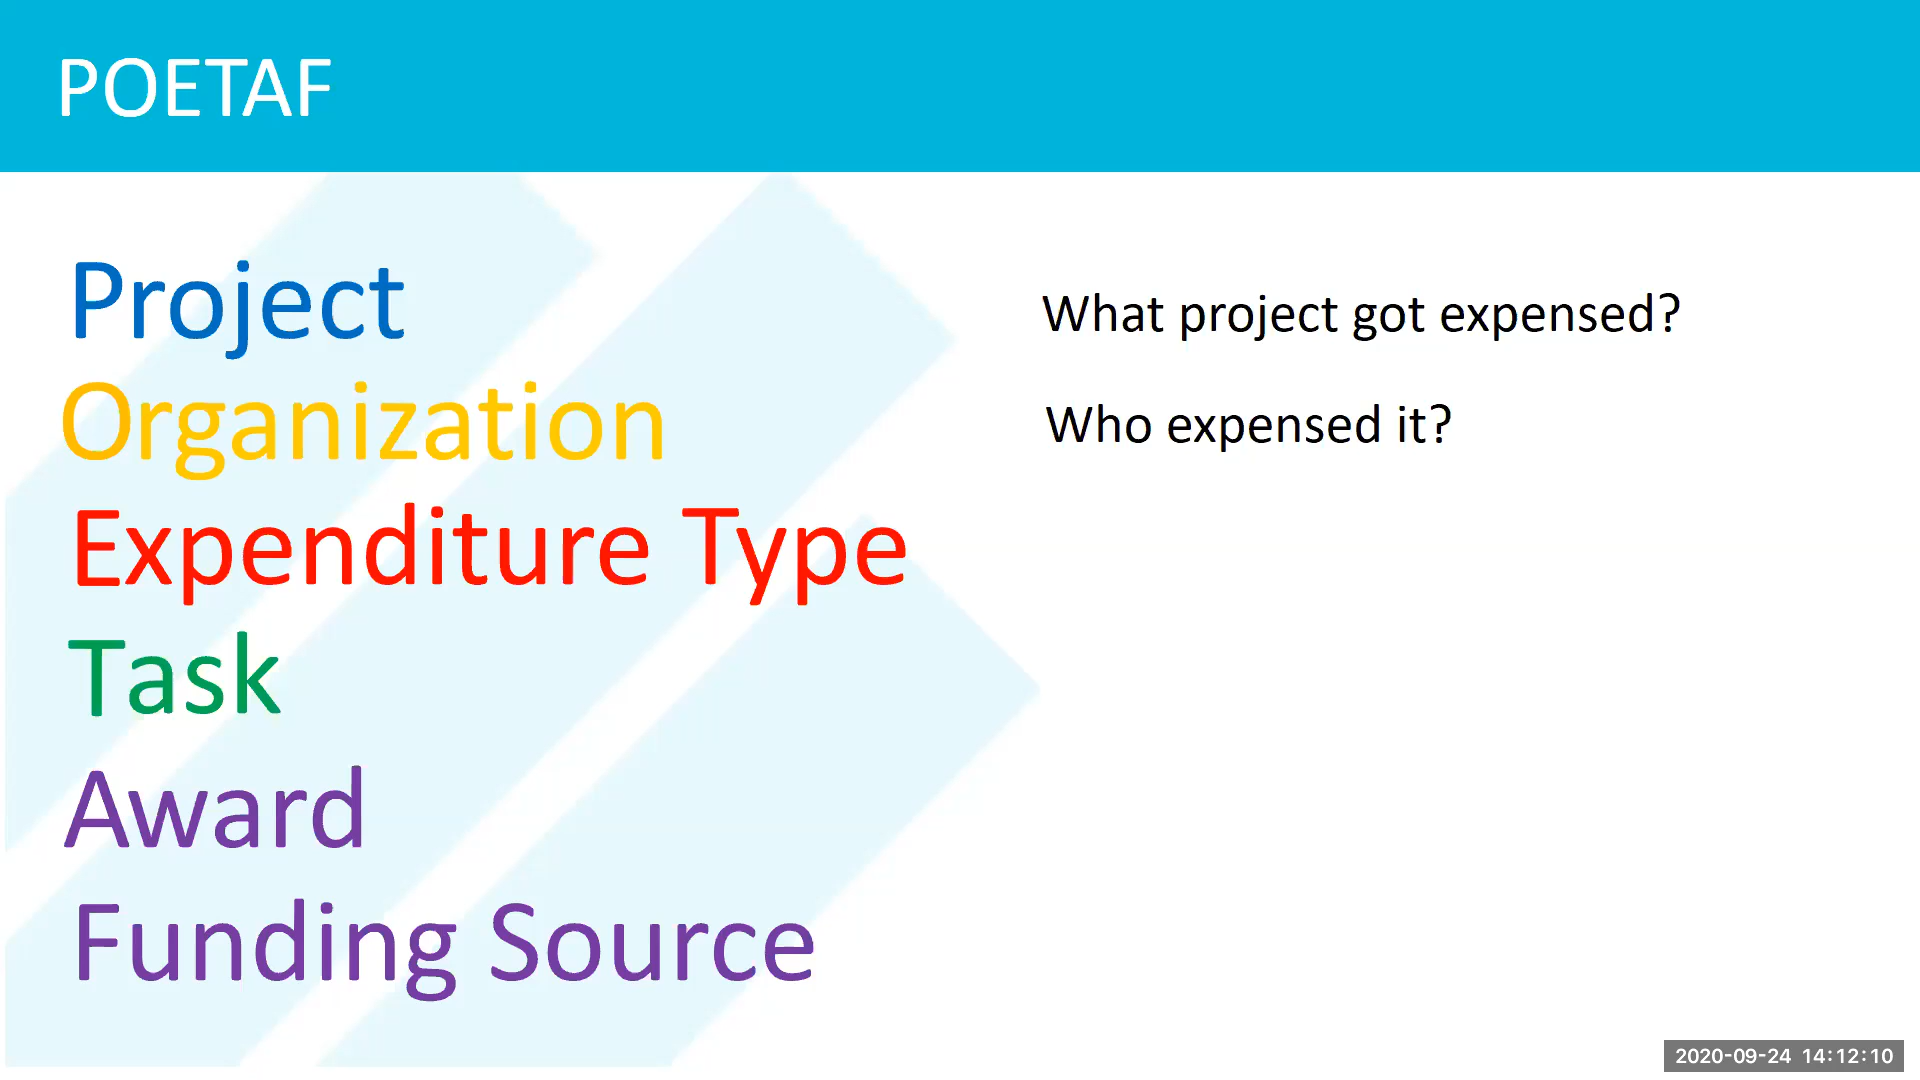 POETAF
Project
What project got expensed?
Organization
Who expensed it?
Expenditure Type
Task
Award
Funding Source
2020-09-24 14:12:10